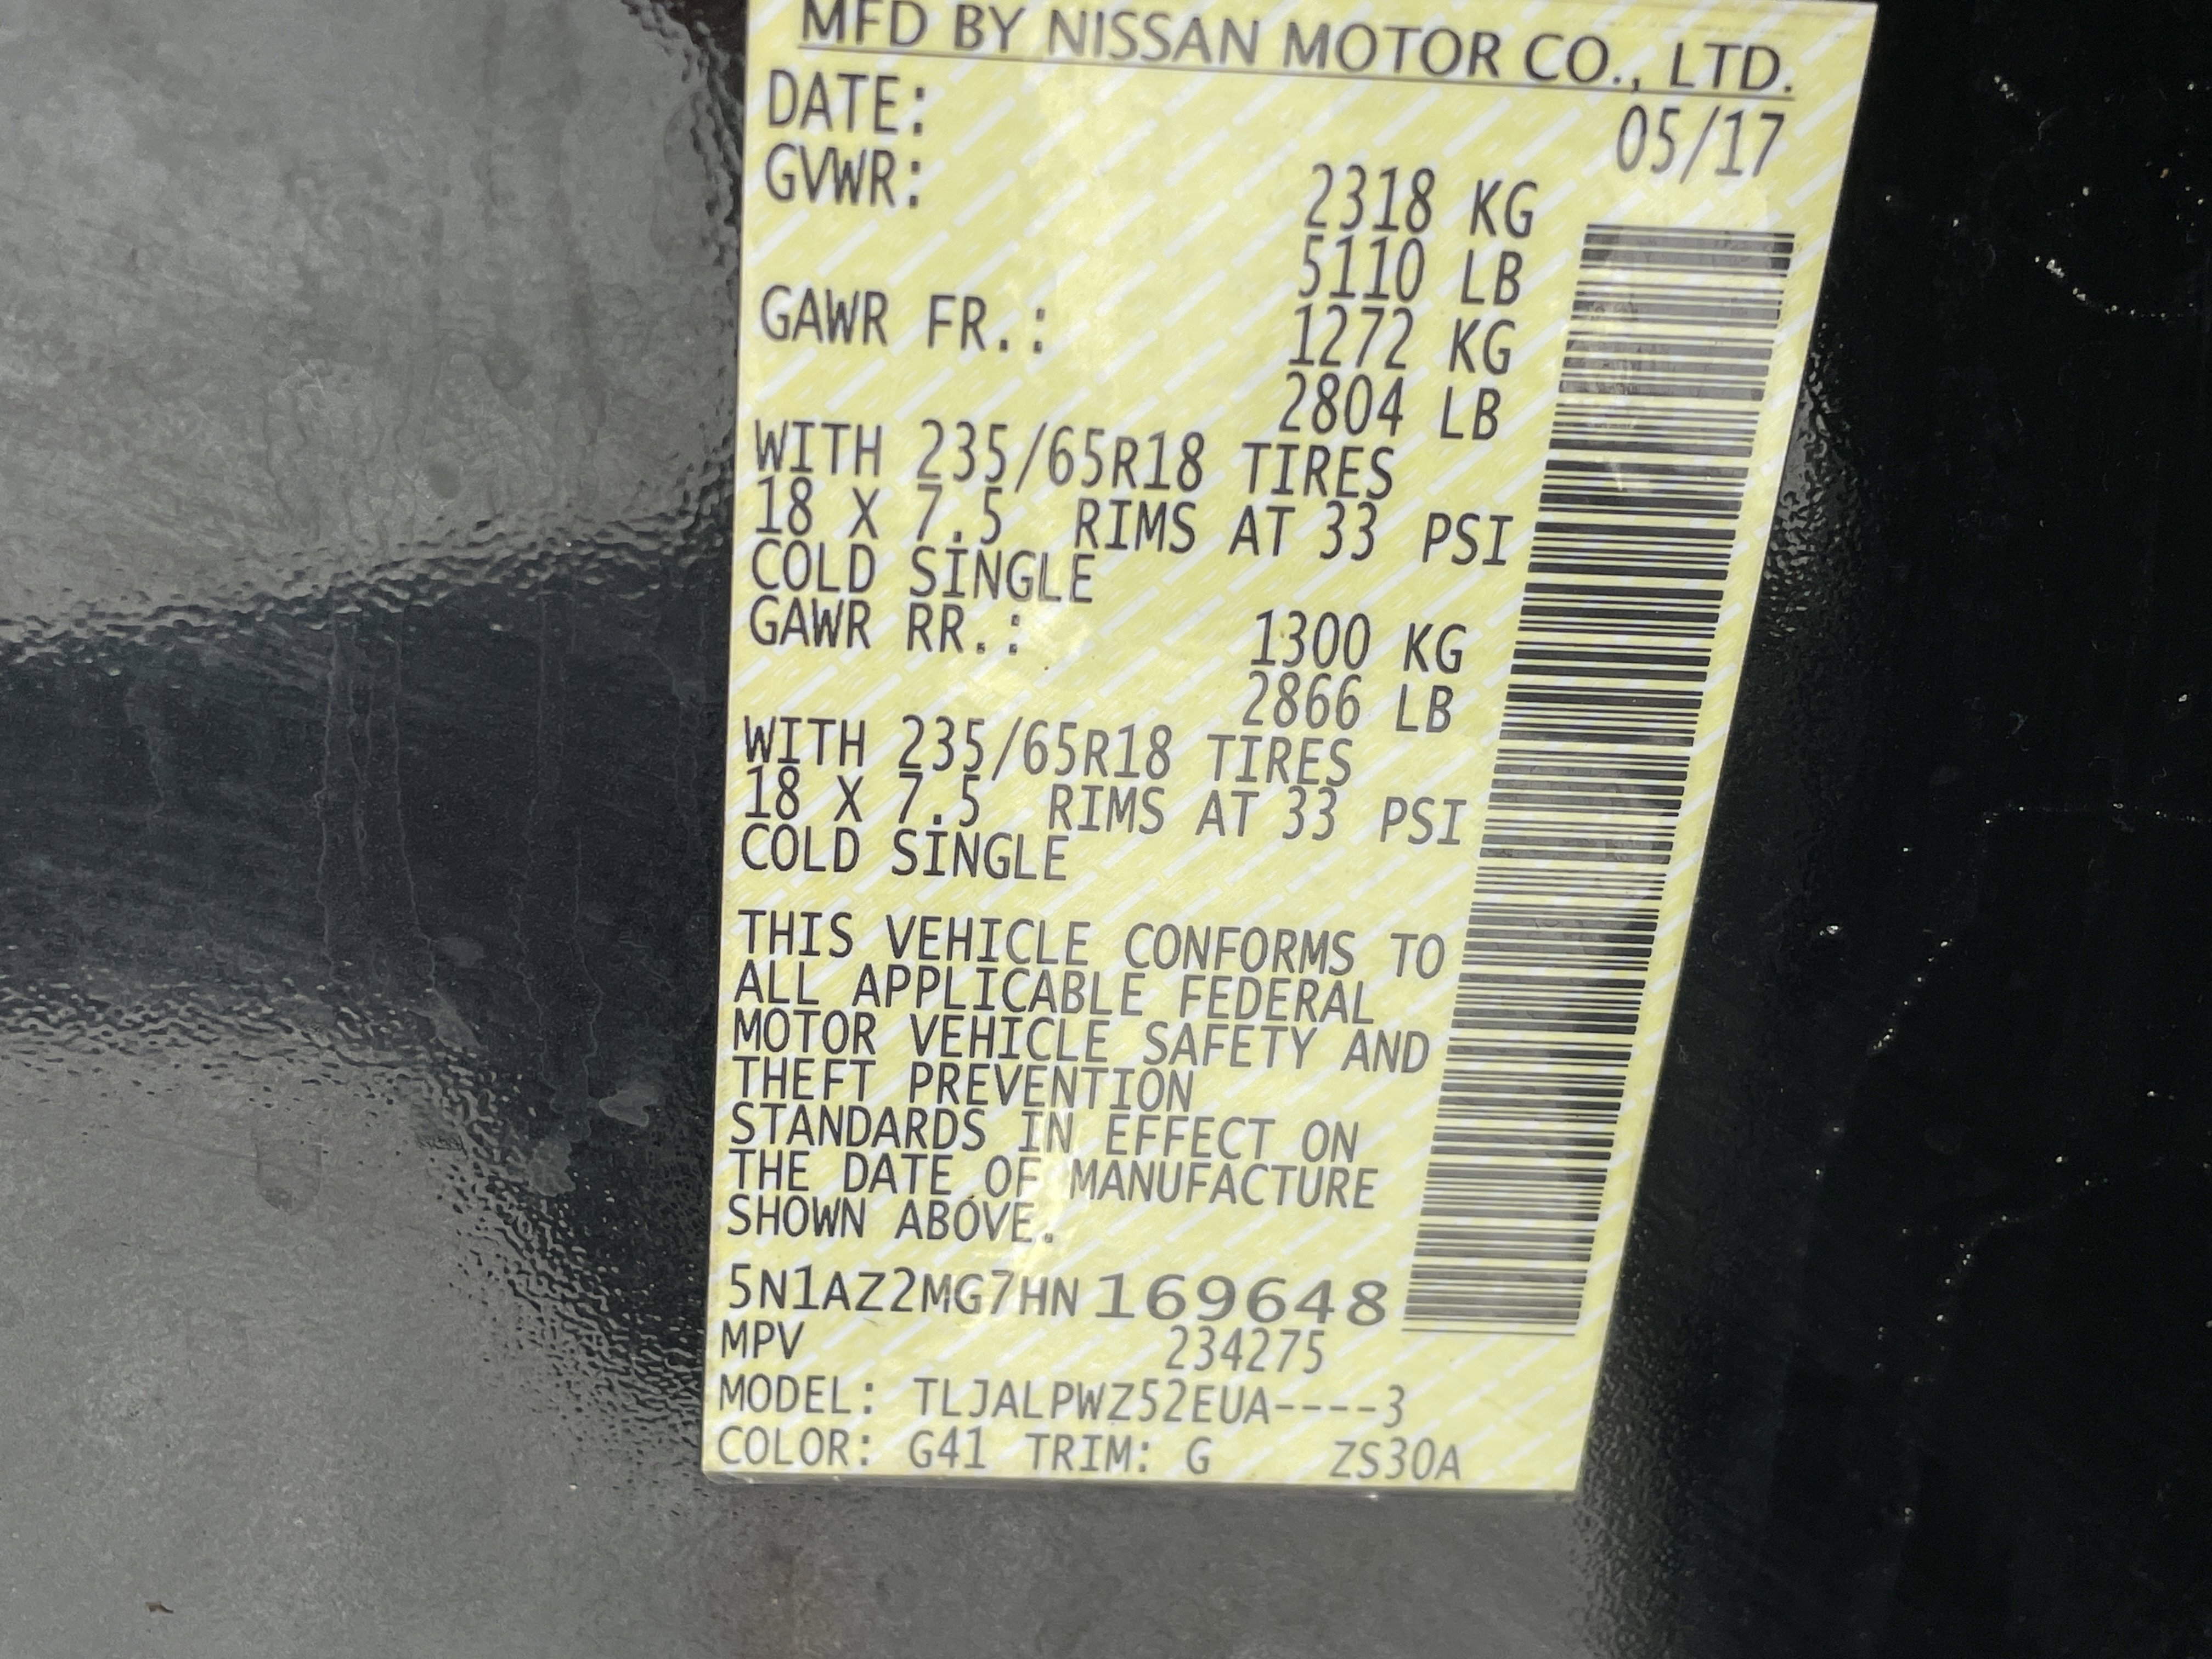 MFD BY NISSAN MOTOR CO., LTD.
DATE: 05/17
GVWR: 2318 KG
5110 LB
GAWR FR.: 1272 KG
2804 LB
WITH 235/65R18 TIRES
18 X 7.5 RIMS AT 33 PSI
COLD SINGLE
GAWR RR.: 1300 KG
2866 LB
WITH 235/65R18 TIRES
18 X 7.5 RIMS AT 33 PSI
COLD SINGLE
THIS VEHICLE CONFORMS TO
ALL APPLICABLE FEDERAL
MOTOR VEHICLE SAFETY AND
THEFT PREVENTION
STANDARDS IN EFFECT ON
THE DATE OF MANUFACTURE
SHOWN ABOVE.
5N1AZ2MG7HN169648
MPV 234275
MODEL: TLJALPWZ52EUA----3
COLOR: G41 TRIM: G ZS30A